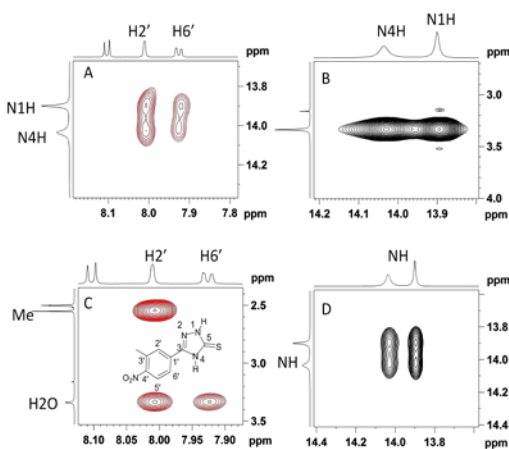 H2' H6'
ppm
A
N1H
N4H
13.8
14.0
14.2
8.1 8.0 7.9 7.8
ppm
N4H N1H
ppm
B
3.0
3.5
4.0
14.2 14.1 14.0 13.9
ppm
H2' H6'
ppm
C
Me
2.5
3.0
3.5
H2O
N 2
1 N H
5 S
N 4
H
3
1'
2'
3'
O2N 4'
5'
6'
8.10 8.05 8.00 7.95 7.90
ppm
NH
ppm
D
NH
13.6
13.8
14.0
14.2
14.4
14.4 14.0 13.8
ppm